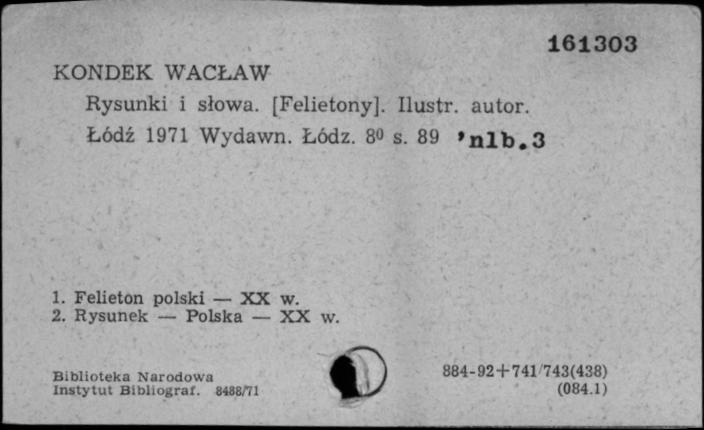 161303
KONDEK WACŁAW
Rysunki i słowa. [Felietony]. Ilustr. autor.
Łódź 1971 Wydawn. Łódz. 8⁰ s. 89 ,nlb.3
1. Felieton polski — XX w.
2. Rysunek — Polska — XX w.
Biblioteka Narodowa
Instytut Bibliograf. 8488/71
884-92+741/743(438)
(084.1)